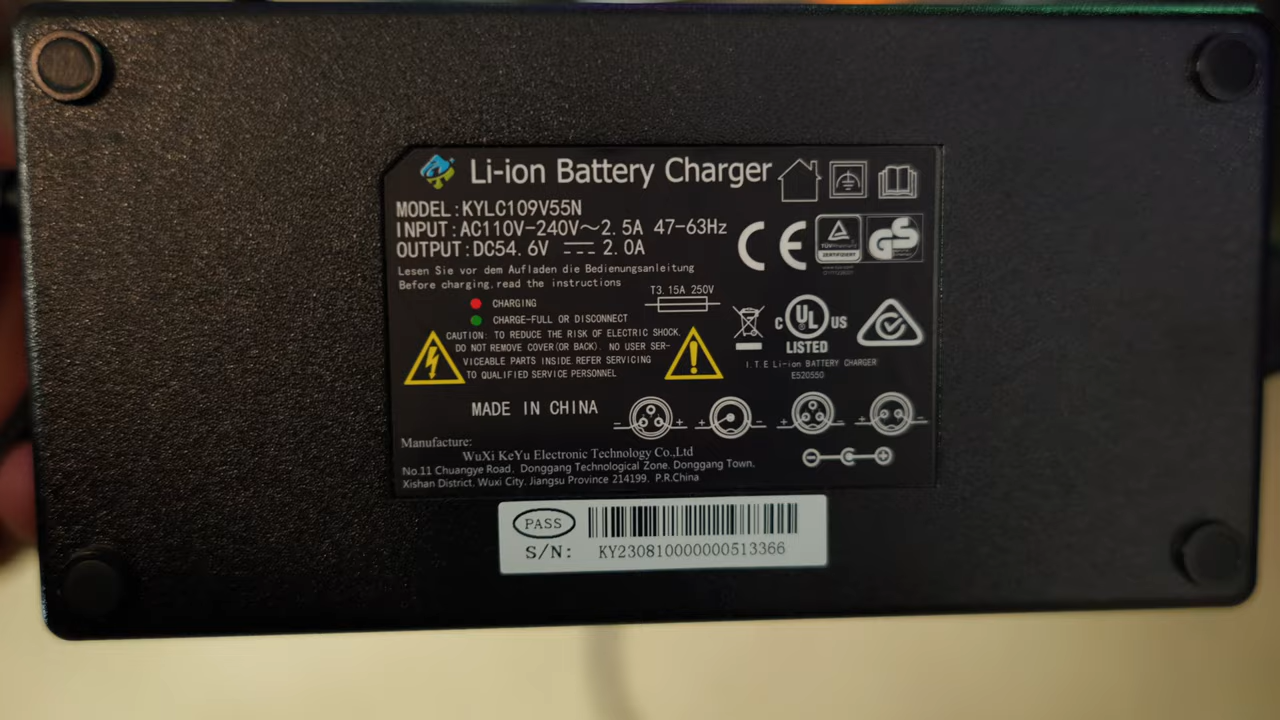 Li-ion Battery Charger
MODEL:KYLC109V55N
INPUT:AC110V-240V～2.5A 47-63Hz
OUTPUT:DC54.6V 2.0A
Lesen Sie vor dem Aufladen die Bedienungsanleitung
Before charging.read the instructions
CE
TÜV
ZERTIFIZIERT
GS
T3.15A 250V
CHARGING
CHARGE-FULL OR DISCONNECT
CAUTION: TO REDUCE THE RISK OF ELECTRIC SHOCK.
DO NOT REMOVE COVER(OR BACK). NO USER SER-
VICEABLE PARTS INSIDE REFER SERVICING
TO QUALIFIED SERVICE PERSONNEL
C UL US
LISTED
I.T.E Li-ion BATTERY CHARGER
E520550
MADE IN CHINA
- + + - - + + -
- +
Manufacture:
WuXi KeYu Electronic Technology Co.,Ltd
No.11 Chuangye Road. Donggang Technological Zone. Donggang Town.
Xishan District. Wuxi City. Jiangsu Province 214199. P.R.China
PASS
S/N: KY230810000000513366